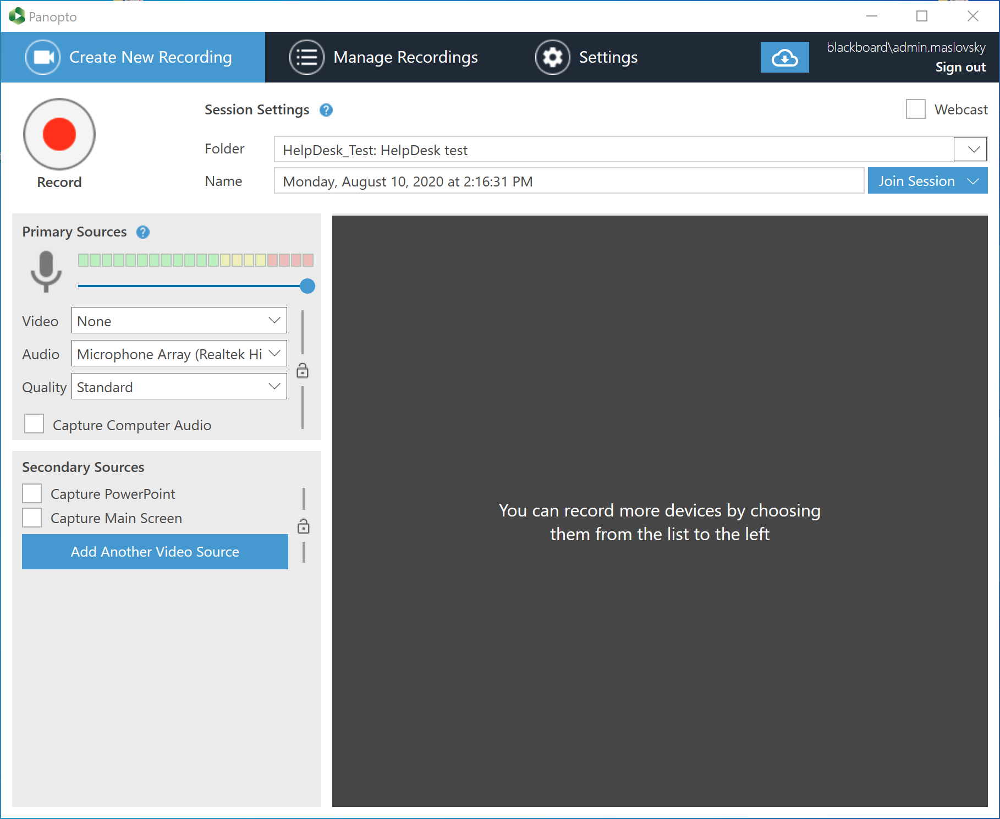 Panopto
Create New Recording
Manage Recordings
Settings
blackboard\admin.maslovsky
Sign out
Record
Session Settings ?
Webcast
Folder
HelpDesk_Test: HelpDesk test
Name
Monday, August 10, 2020 at 2:16:31 PM
Join Session
Primary Sources ?
Video
None
Audio
Microphone Array (Realtek Hi
Quality
Standard
Capture Computer Audio
Secondary Sources
Capture PowerPoint
Capture Main Screen
Add Another Video Source
You can record more devices by choosing
them from the list to the left